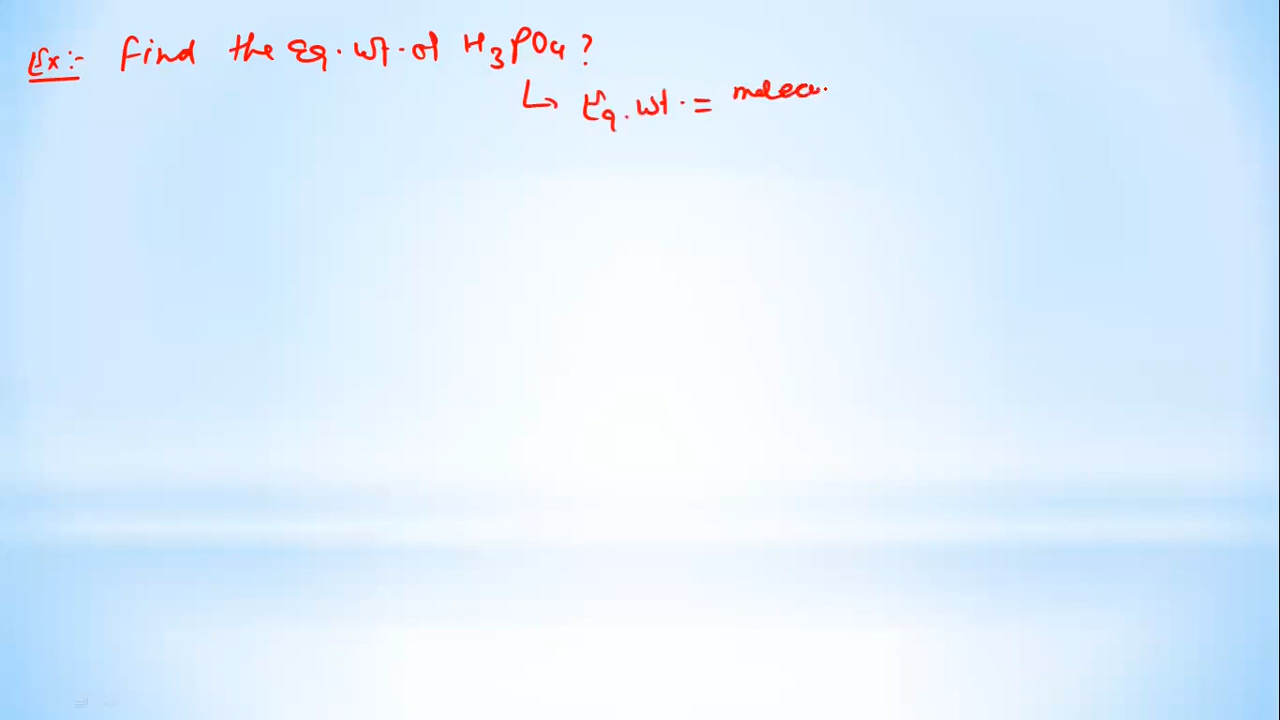 Ex:- Find the Eq. wt. of H₃PO₄?
↳ Eq. wt. = molecu